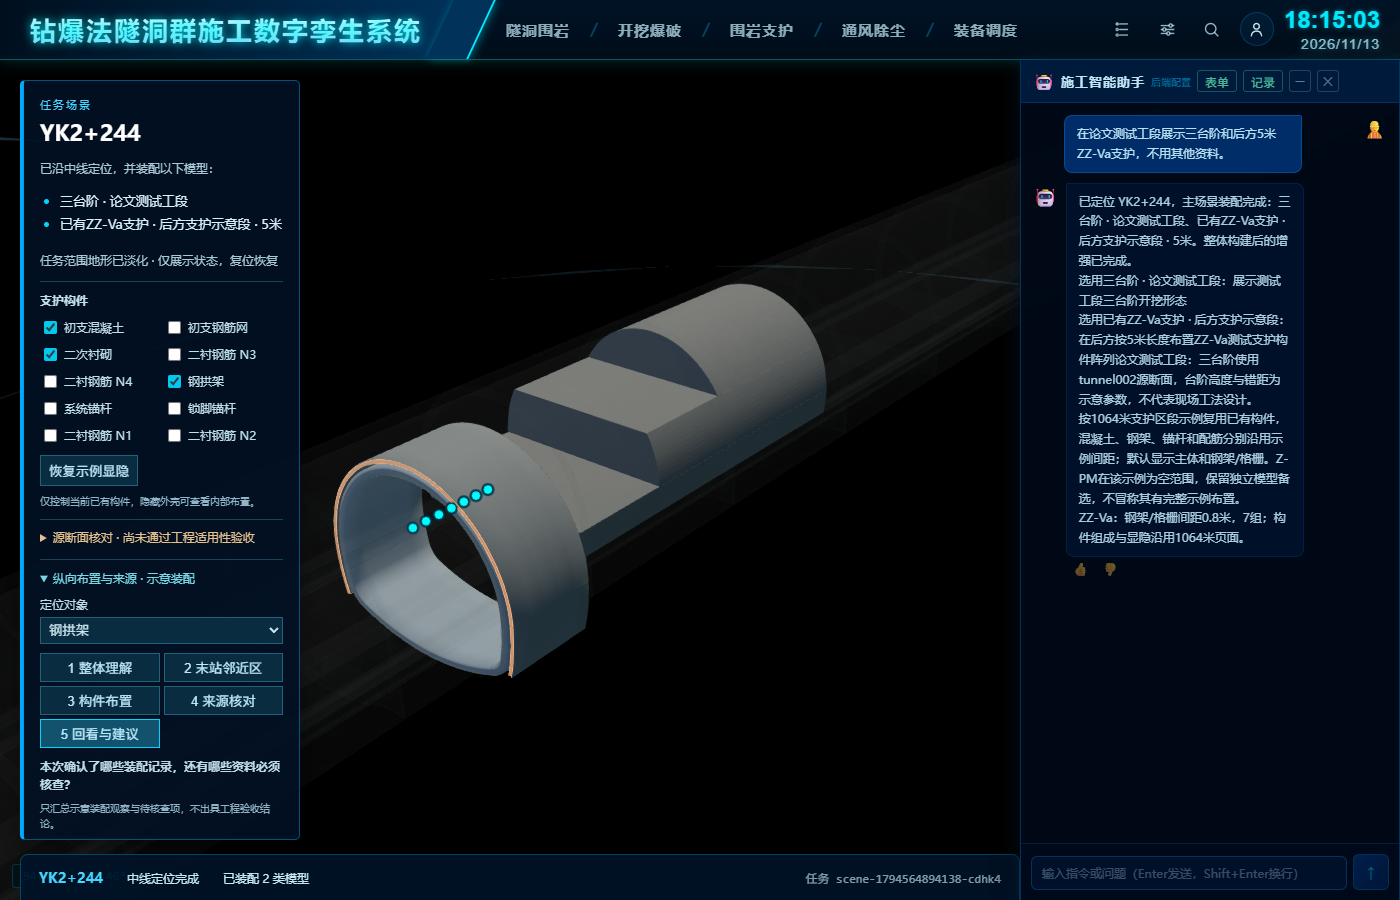 钻爆法隧洞群施工数字孪生系统
隧洞围岩 / 开挖爆破 / 围岩支护 / 通风除尘 / 装备调度
18:15:03
2026/11/13
任务场景
YK2+244
已沿中线定位，并装配以下模型：
三台阶 · 论文测试工段
已有ZZ-Va支护 · 后方支护示意段 · 5米
任务范围地形已淡化 · 仅展示状态，复位恢复
支护构件
初支混凝土 初支钢筋网
二次衬砌 二衬钢筋 N3
二衬钢筋 N4 钢拱架
系统锚杆 锁脚锚杆
二衬钢筋 N1 二衬钢筋 N2
恢复示例显隐
仅控制当前已有构件，隐藏外壳可查看内部布置。
源断面核对 · 尚未通过工程适用性验收
纵向布置与来源 · 示意装配
定位对象
钢拱架
1 整体理解 2 末站邻近区
3 构件布置 4 来源核对
5 回看与建议
本次确认了哪些装配记录，还有哪些资料必须
核查?
只汇总示意装配观察与待核查项，不出具工程验收结
论。
YK2+244 中线定位完成 已装配 2 类模型 任务 scene-1794564894138-cdhk4
施工智能助手 后端配置 表单 记录
在论文测试工段展示三台阶和后方5米
ZZ-Va支护，不用其他资料。
已定位 YK2+244，主场景装配完成：三
台阶 · 论文测试工段、已有ZZ-Va支护 ·
后方支护示意段 · 5米。整体构建后的增
强已完成。
选用三台阶 · 论文测试工段：展示测试
工段三台阶开挖形态
选用已有ZZ-Va支护 · 后方支护示意段：
在后方按5米长度布置ZZ-Va测试支护构
件阵列论文测试工段：三台阶使用
tunnel002源断面，台阶高度与错距为
示意参数，不代表现场工法设计。
按1064米支护区段示例复用已有构件，
混凝土、钢架、锚杆和配筋分别沿用示
例间距；默认显示主体和钢架/格栅。Z-
PM在该示例为空范围，保留独立模型备
选，不冒称其有完整示例布置。
ZZ-Va：钢架/格栅间距0.8米，7组；构
件组成与显隐沿用1064米页面。
输入指令或问题（Enter发送，Shift+Enter换行）